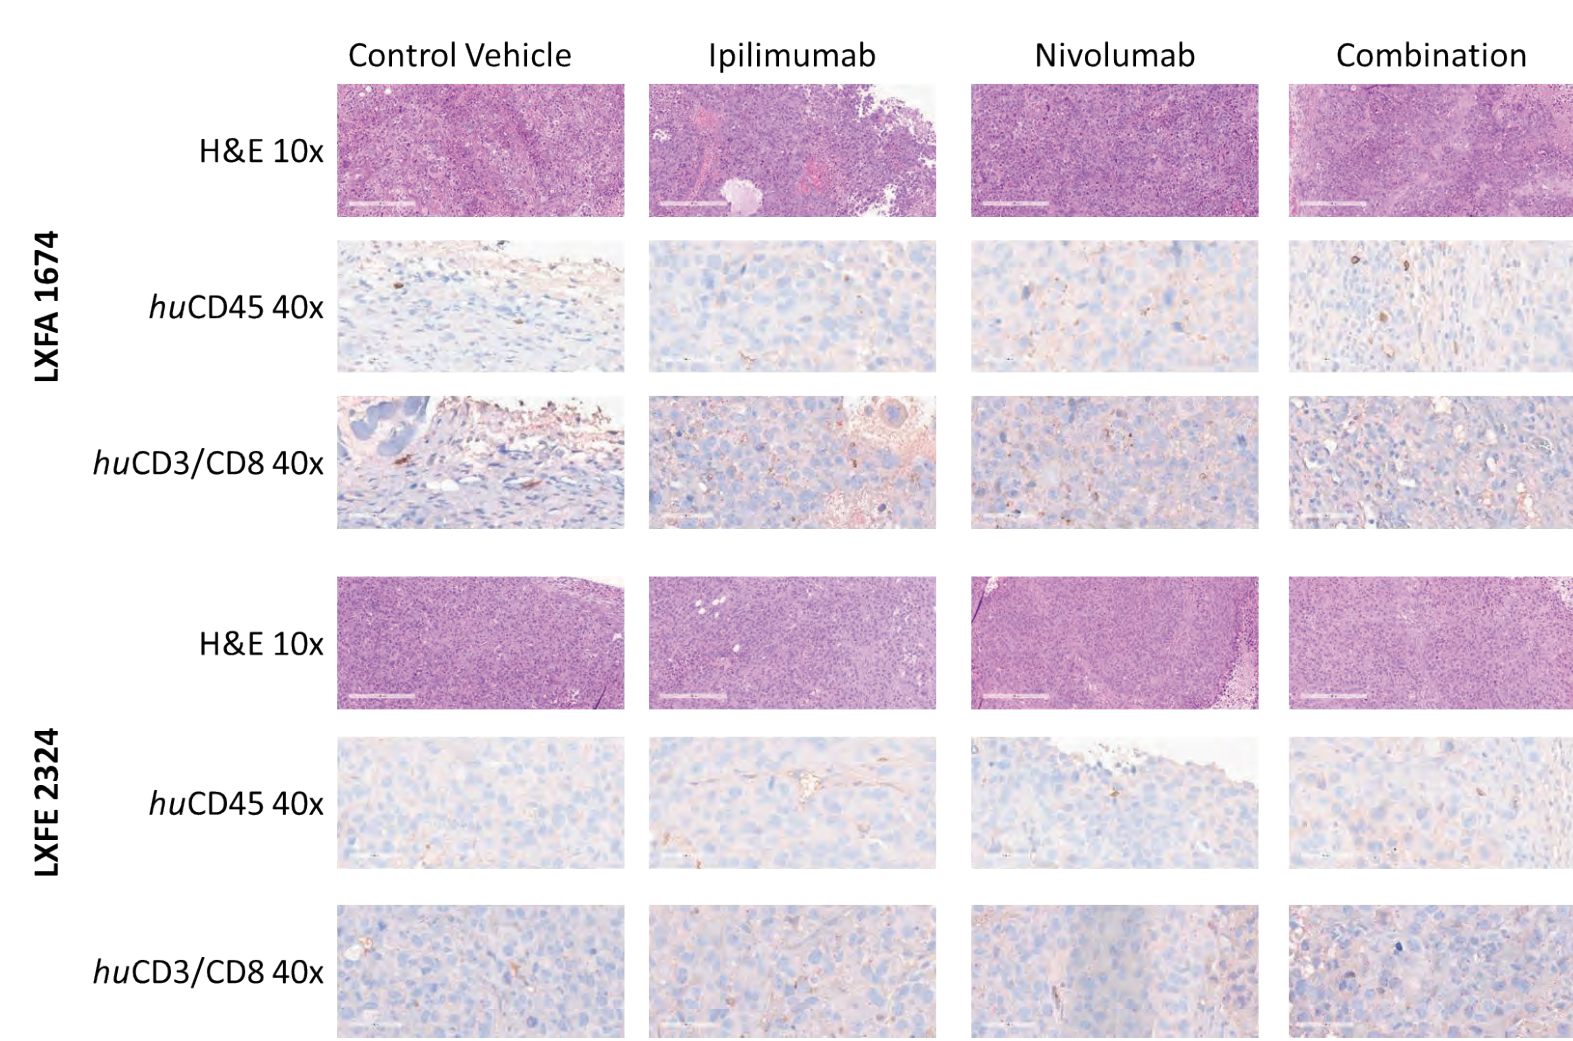 Control Vehicle Ipilimumab Nivolumab Combination
LXFA 1674
H&E 10x
huCD45 40x
huCD3/CD8 40x
LXFE 2324
H&E 10x
huCD45 40x
huCD3/CD8 40x